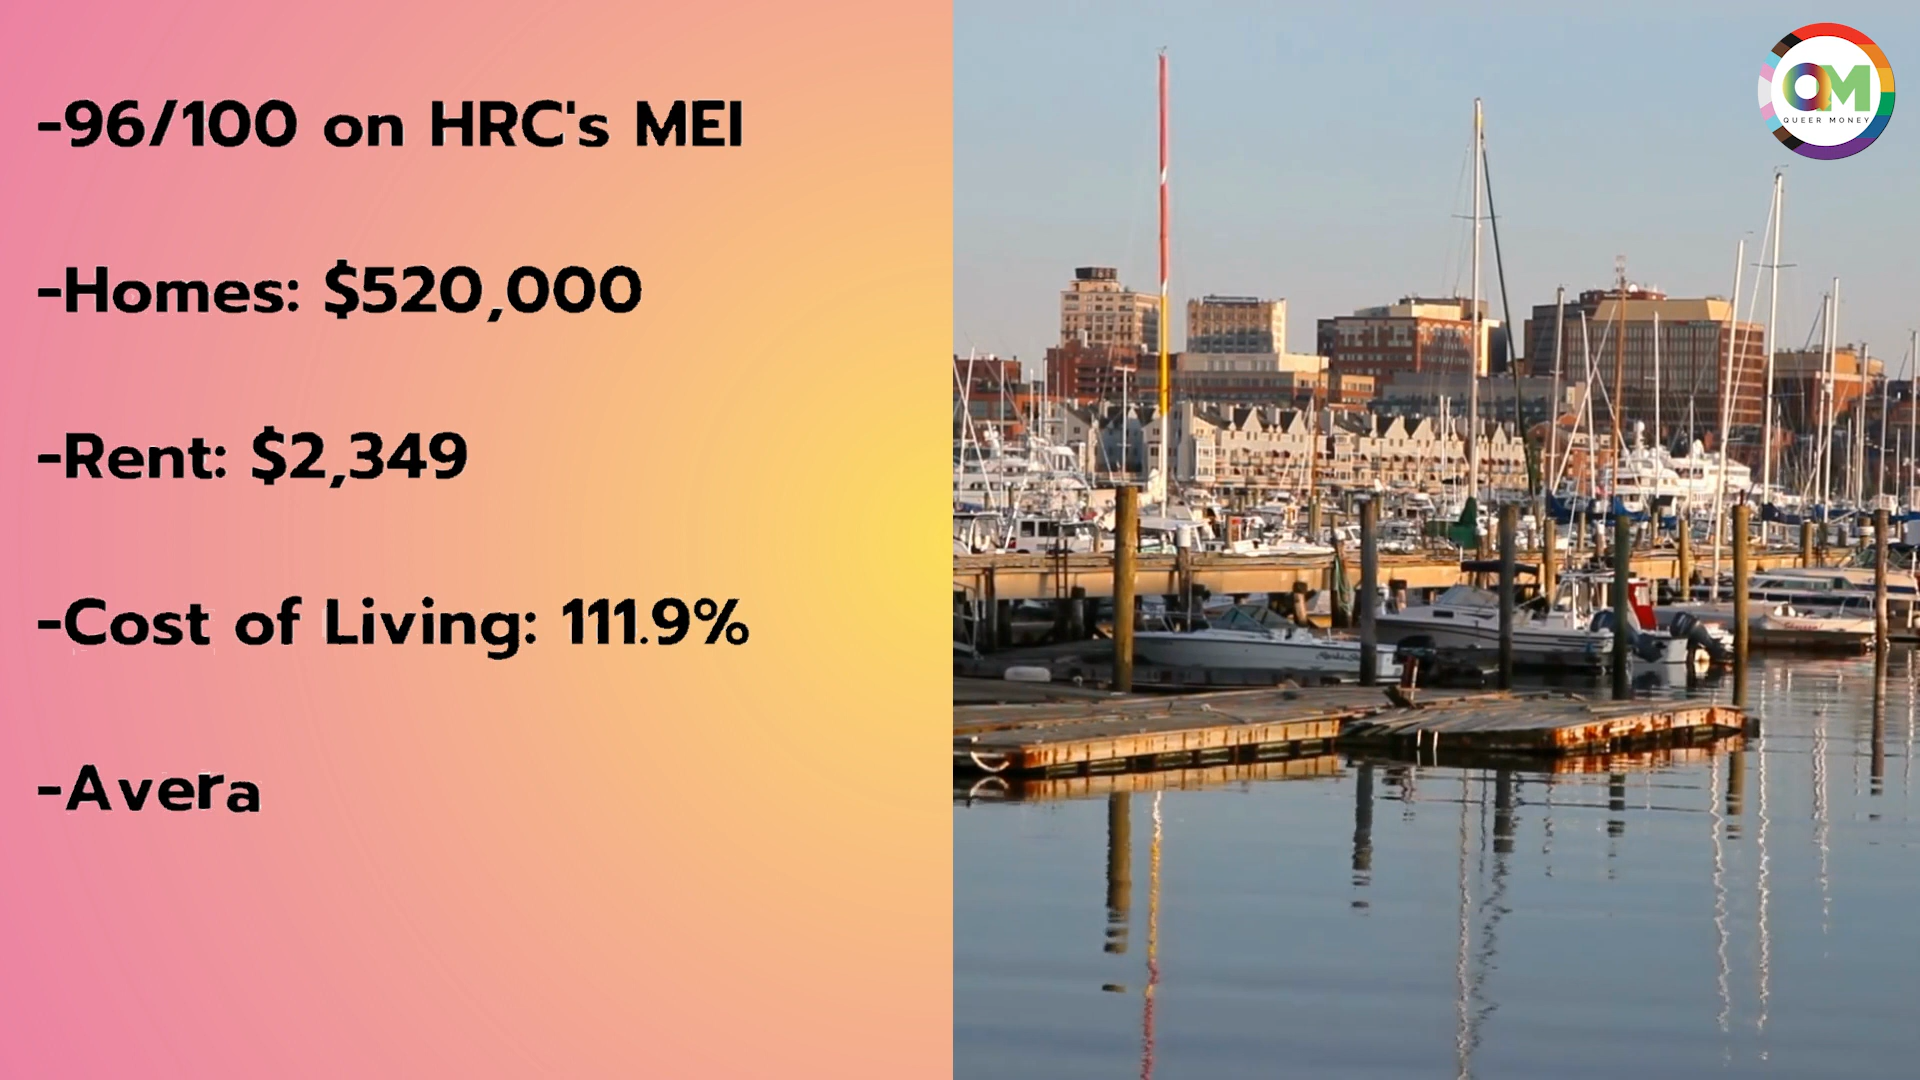 -96/100 on HRC's MEI
-Homes: $520,000
-Rent: $2,349
-Cost of Living: 111.9%
-Avera
QM
QUEER MONEY